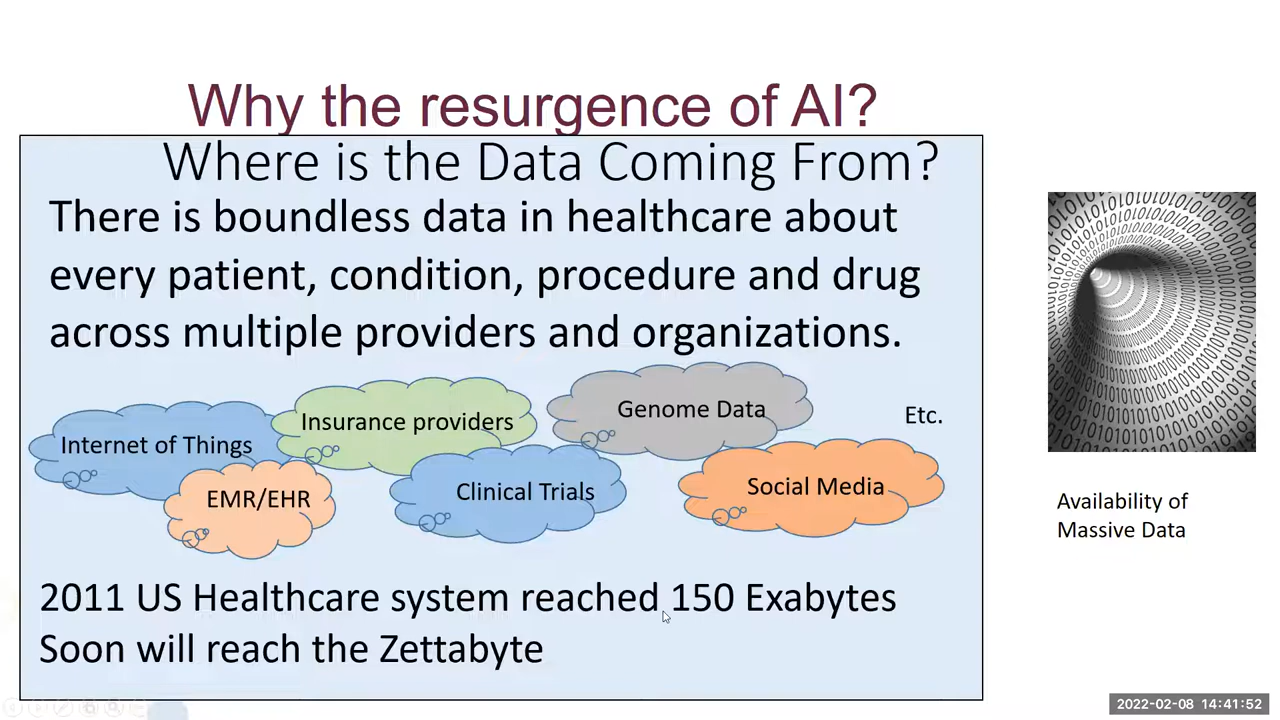 Why the resurgence of AI?
Where is the Data Coming From?
There is boundless data in healthcare about
every patient, condition, procedure and drug
across multiple providers and organizations.
Internet of Things
Insurance providers
Genome Data
Etc.
EMR/EHR
Clinical Trials
Social Media
2011 US Healthcare system reached 150 Exabytes
Soon will reach the Zettabyte
Availability of
Massive Data
2022-02-08 14:41:52